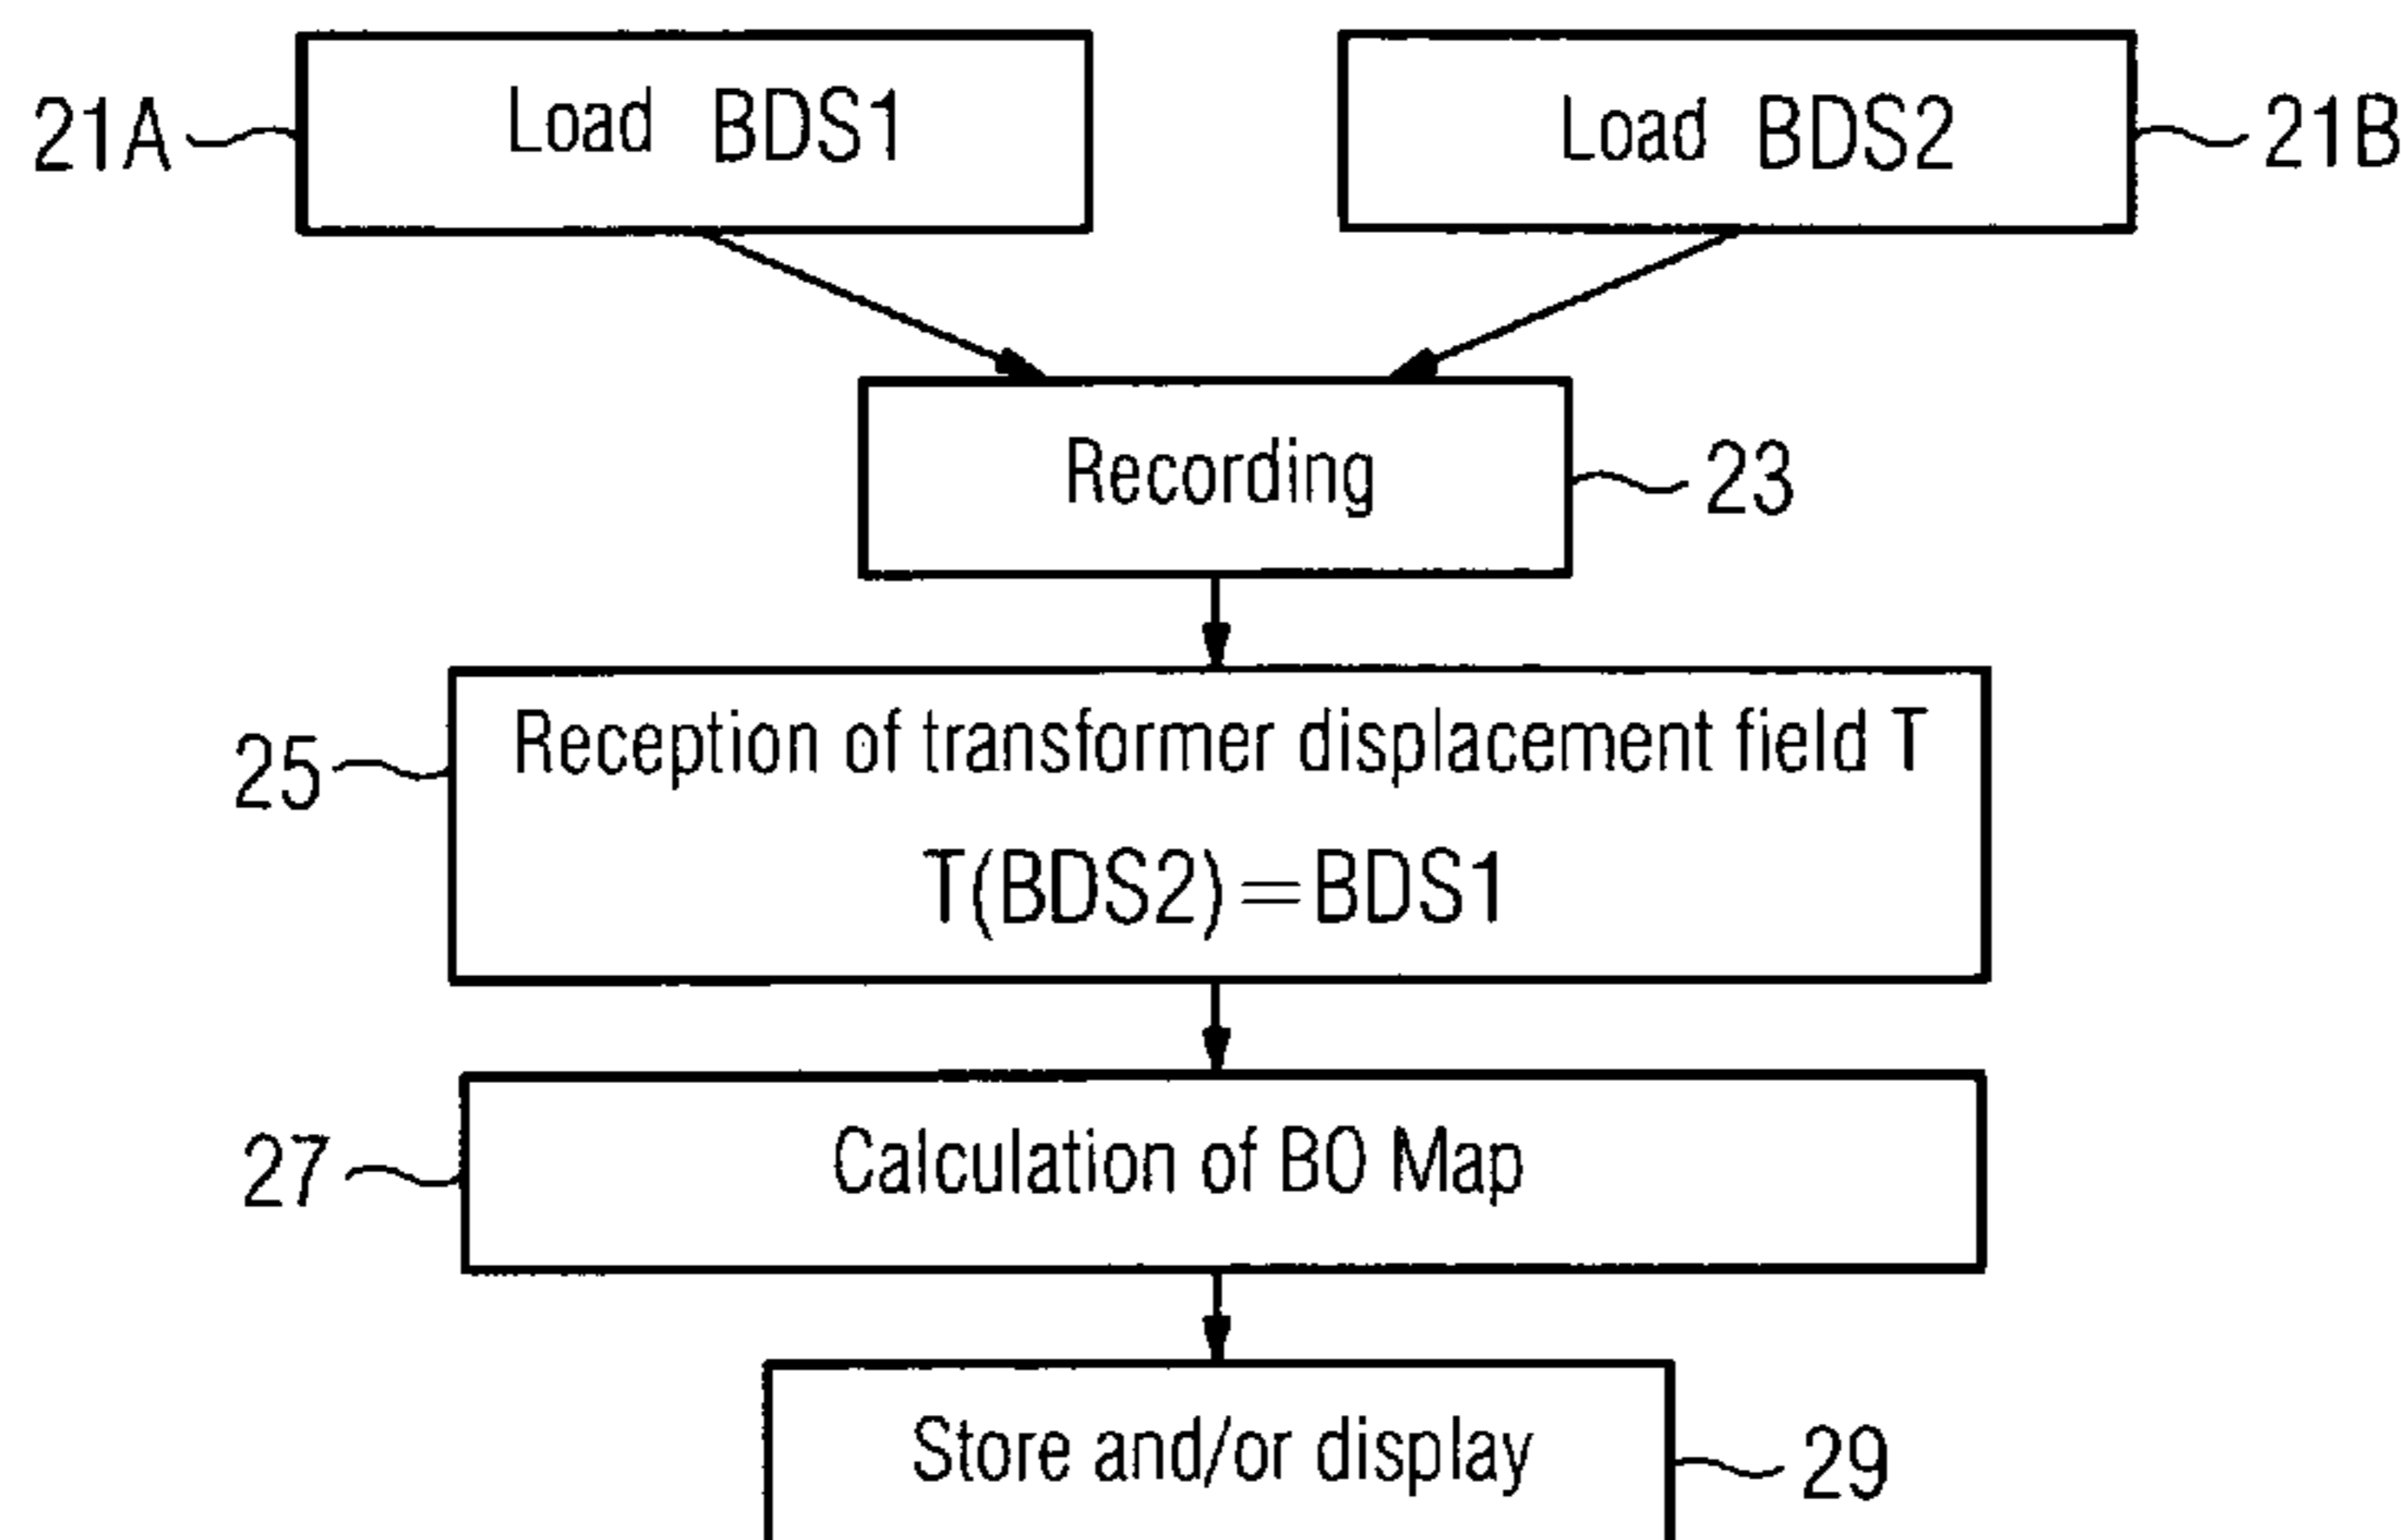 21A
Load BDS1
Load BDS2
21B
Recording
23
25
Reception of transformer displacement field T
T(BDS2)=BDS1
27
Calculation of BO Map
Store and/or display
29